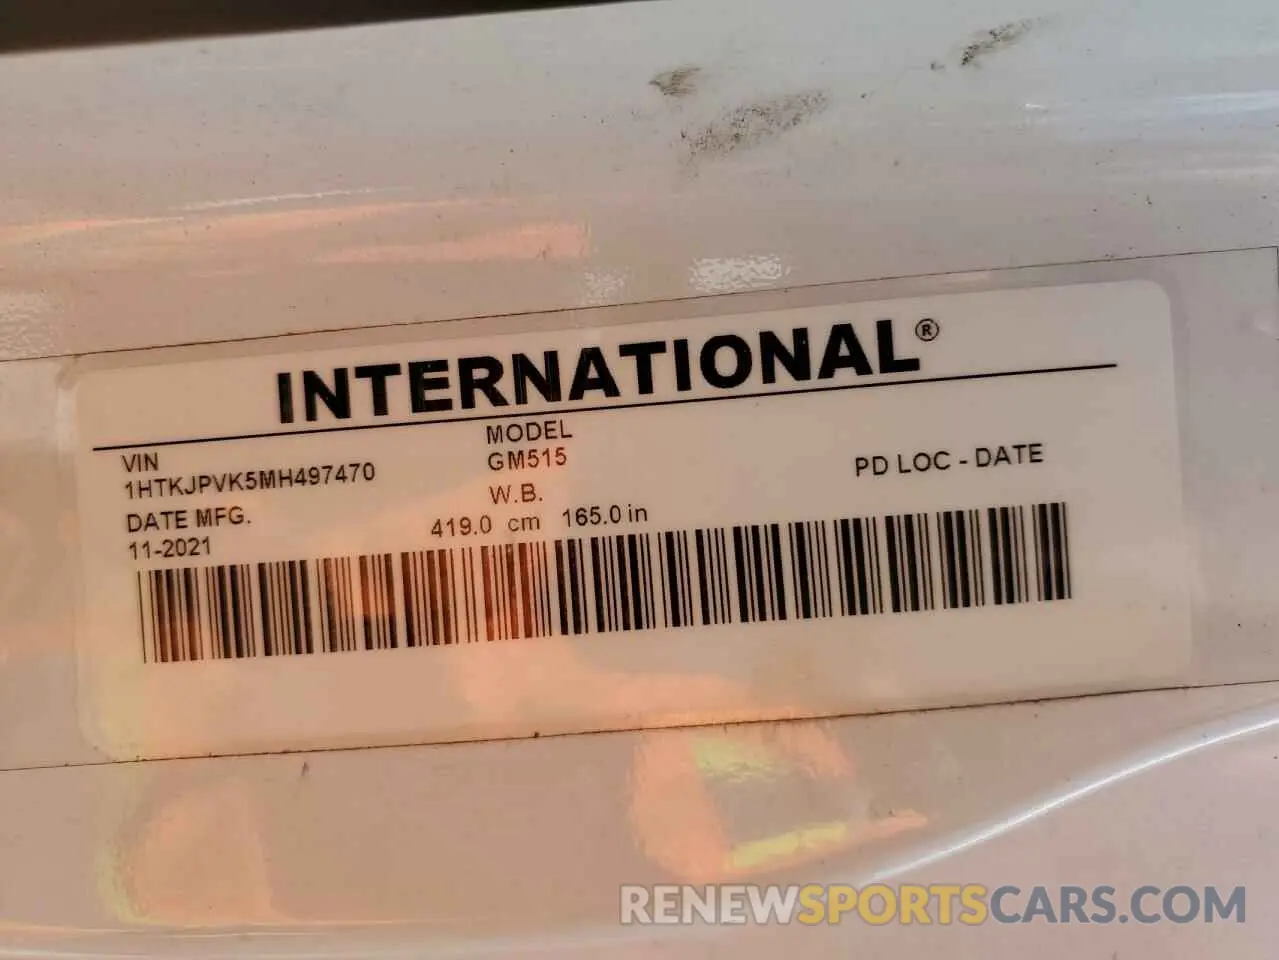 INTERNATIONAL®
VIN
1HTKJPVK5MH497470
MODEL
GM515
PD LOC - DATE
DATE MFG.
11-2021
W.B.
419.0 cm 165.0 in
RENEWSPORTSCARS.COM